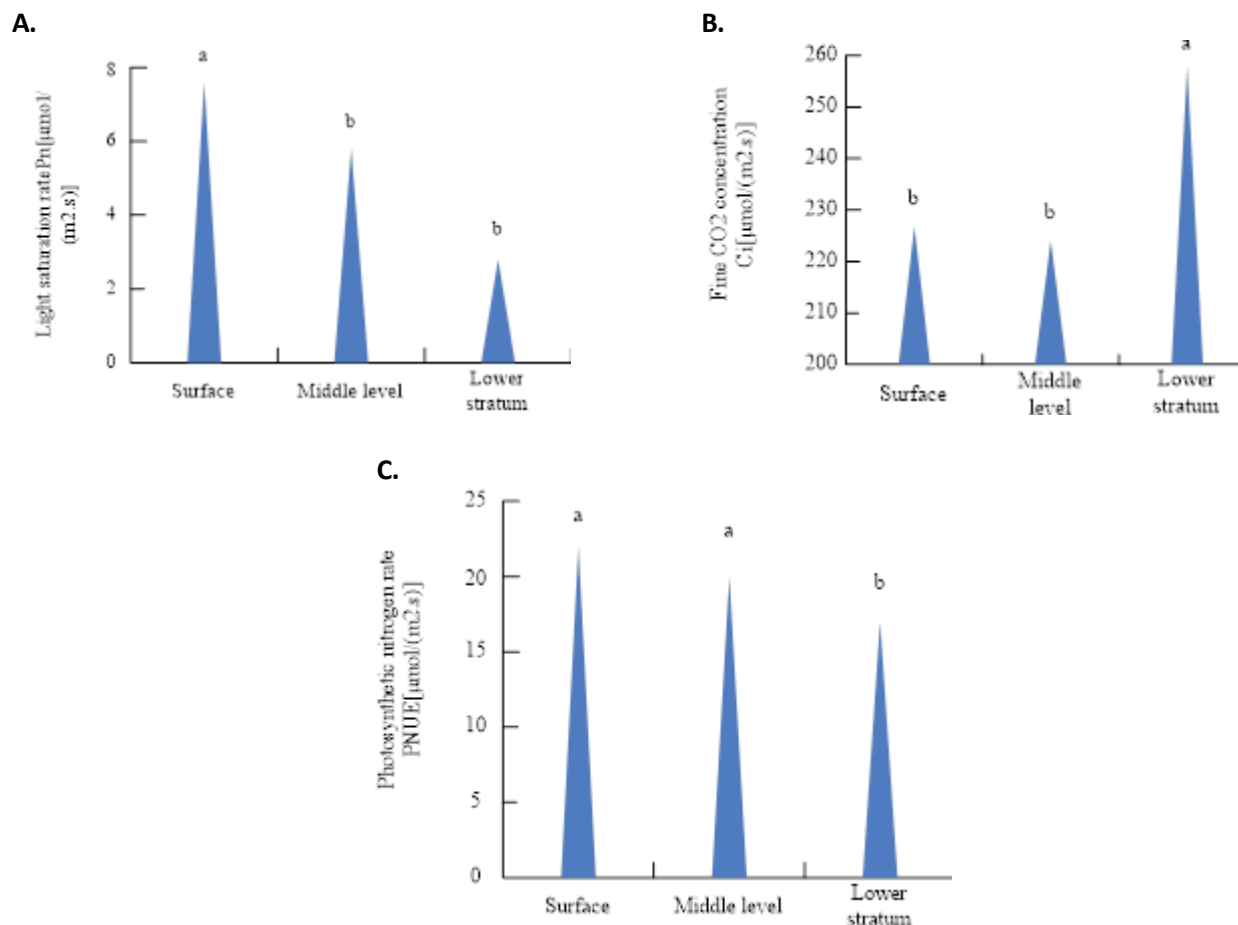 A.
Light saturation rate Pn[μmol/
(m2.s)]
8
6
4
2
0
a
b
b
Surface
Middle level
Lower
stratum
B.
Fine CO2 concentration
Ci[μmol/(m2.s)]
260
250
240
230
220
210
200
b
b
a
Surface
Middle
level
Lower
stratum
C.
Photosynthetic nitrogen rate
PNUE[μmol/(m2.s)]
25
20
15
10
5
0
a
a
b
Surface
Middle level
Lower
stratum